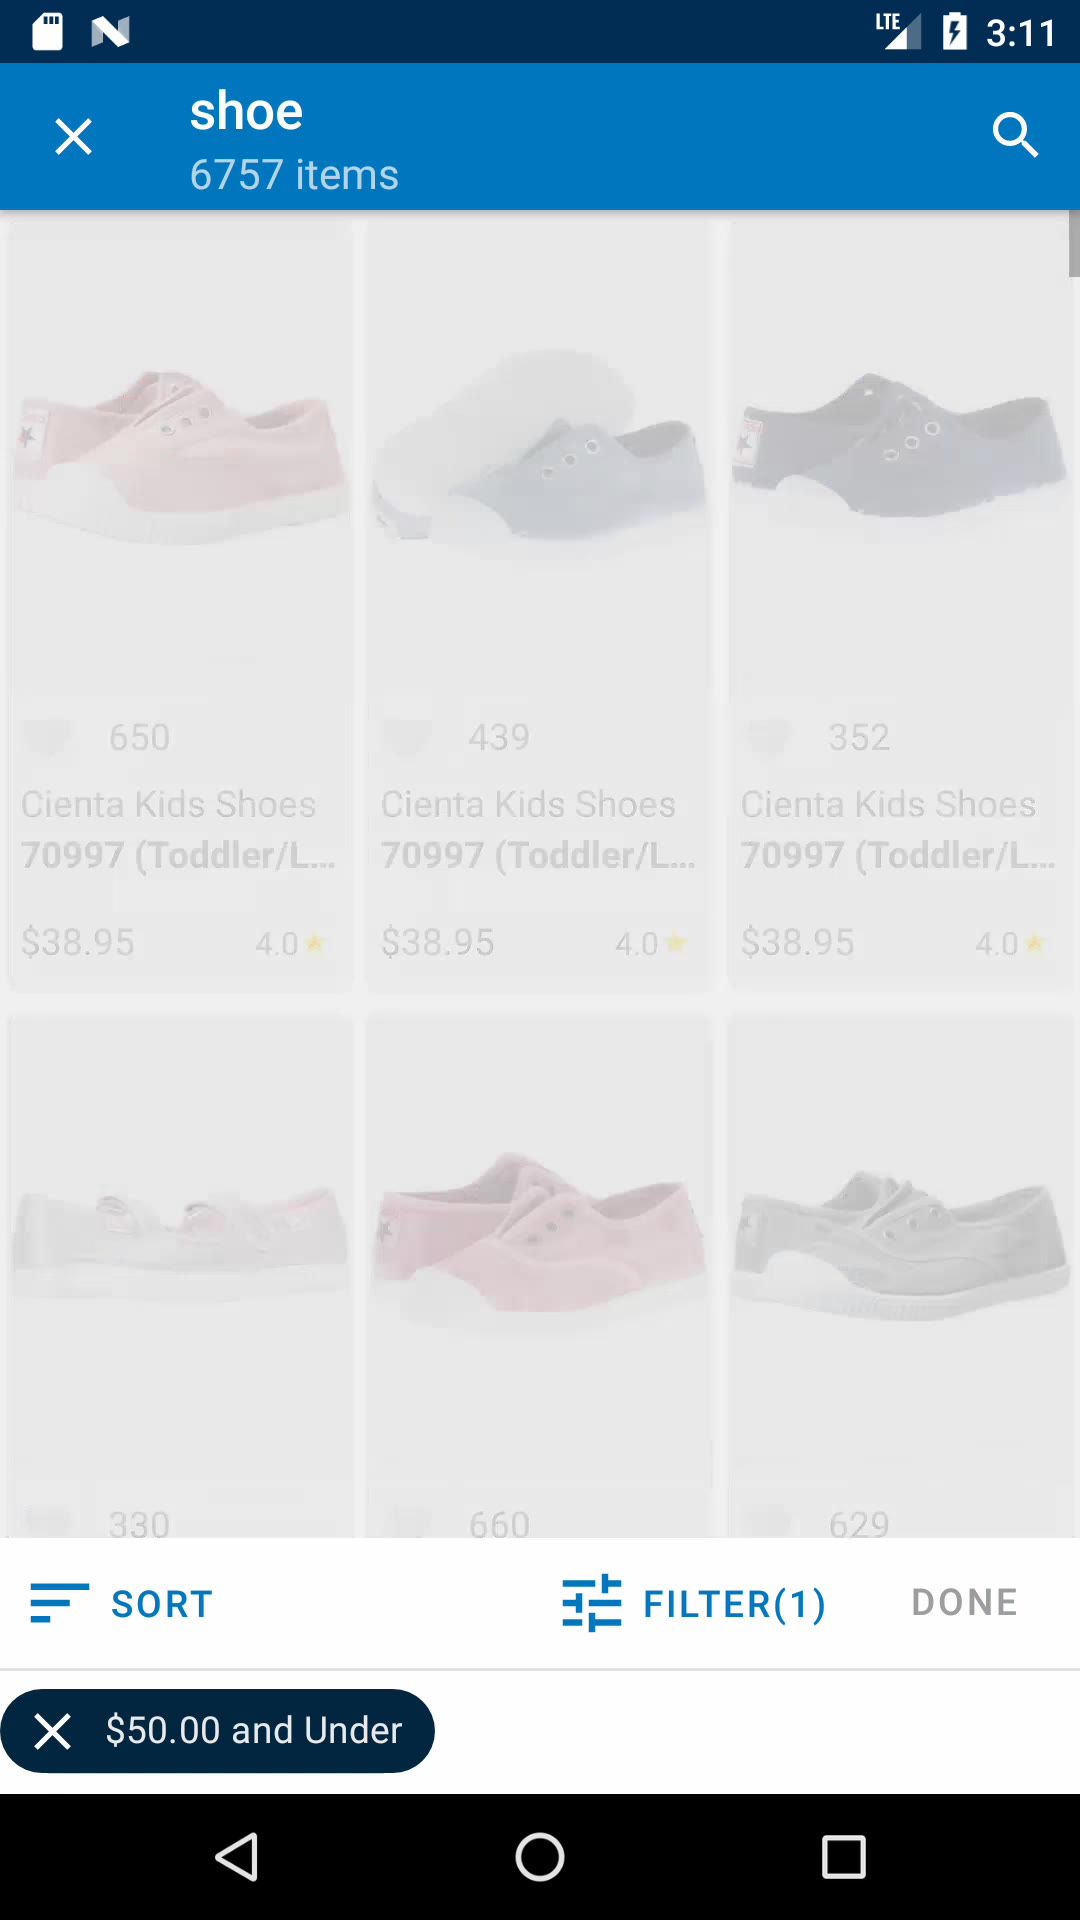 LTE 3:11
shoe
6757 items
650 439 352
Cienta Kids Shoes Cienta Kids Shoes Cienta Kids Shoes
70997 (Toddler/L... 70997 (Toddler/L... 70997 (Toddler/L...
$38.95 4.0 $38.95 4.0 $38.95 4.0
330 660 629
SORT FILTER(1) DONE
$50.00 and Under